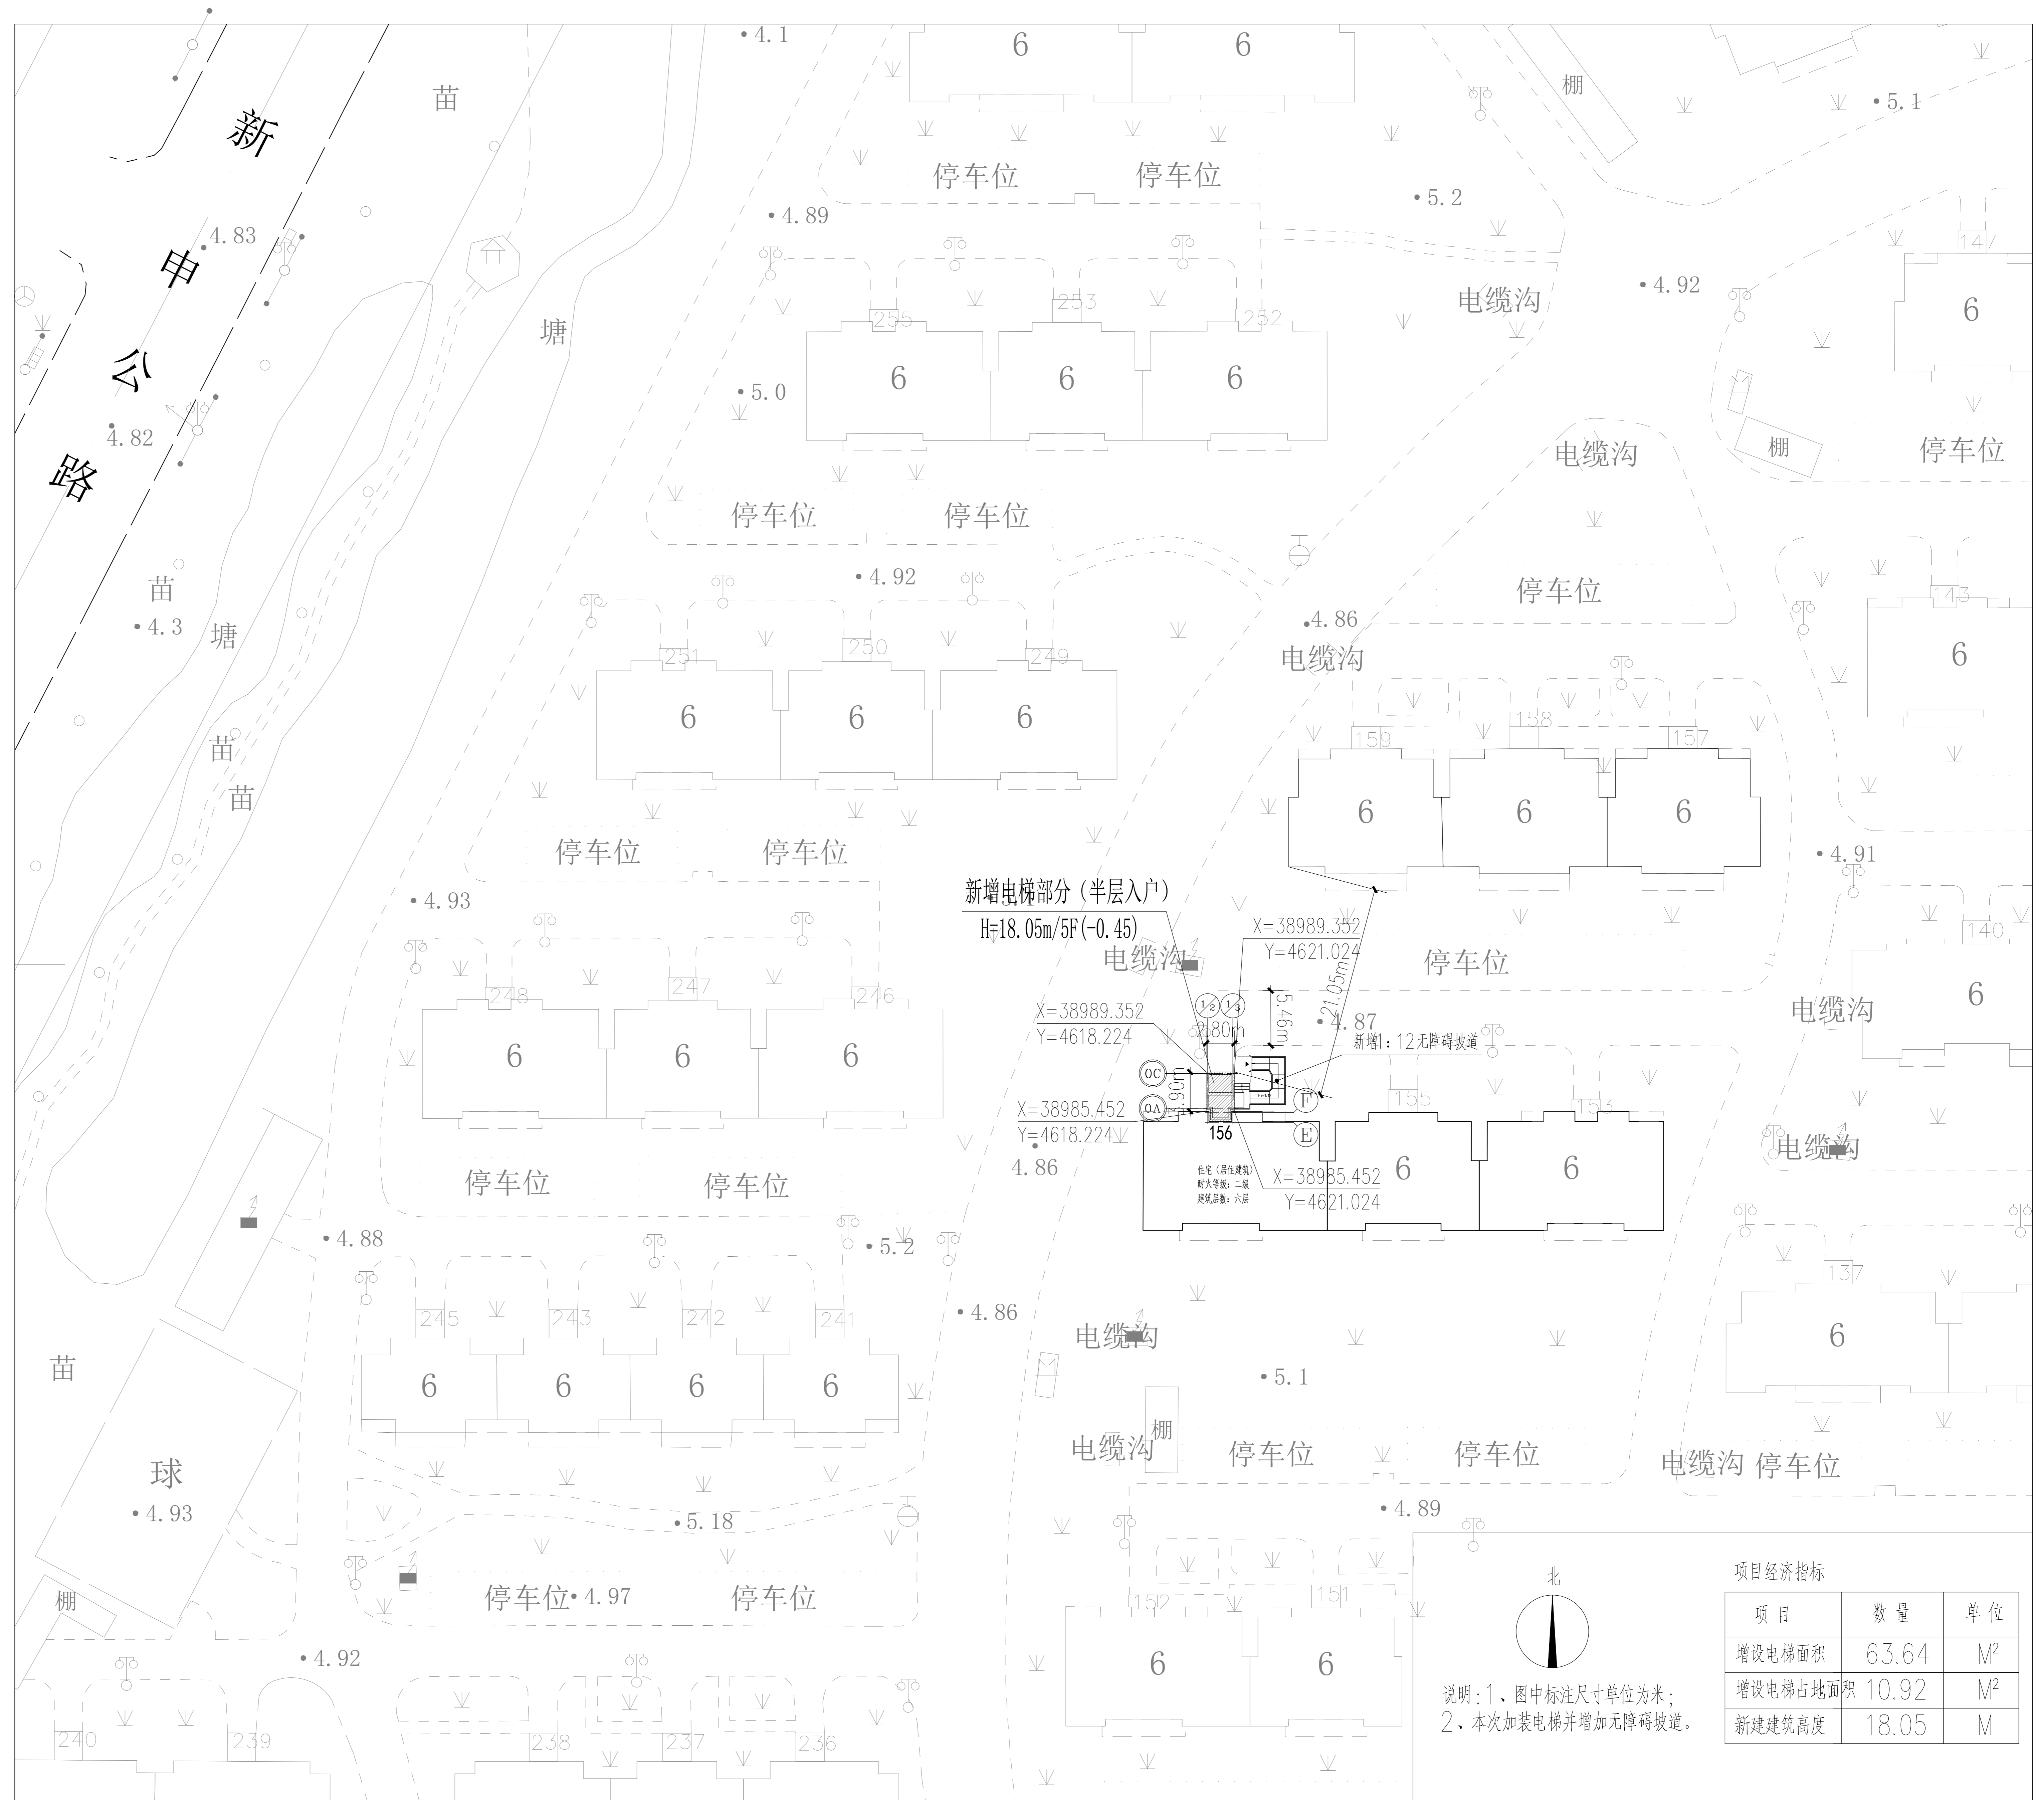 4.1
6
6
苗
新
棚
5.1
停车位
停车位
4.89
5.2
4.83
申
147
4.92
电缆沟
6
塘
255
253
252
公
6
6
6
5.0
4.82
电缆沟
棚
停车位
路
停车位
停车位
4.92
苗
停车位
143
4.3
塘
4.86
电缆沟
6
251
250
249
6
6
6
158
159
157
苗
苗
6
6
6
停车位
停车位
4.91
新增电梯部分（半层入户）
H=18.05m/5F(-0.45)
4.93
X=38989.352
Y=4621.024
140
电缆沟
停车位
21.05m
248
247
246
6
电缆沟
X=38989.352
Y=4618.224
1/2
1/3
2.80m
5.46m
4.87
新增1：12无障碍坡道
6
6
6
0C
3.90m
0A
X=38985.452
Y=4618.224
F
E
155
153
156
4.86
电缆沟
住宅（居住建筑）
耐火等级：二级
建筑层数：六层
X=38985.452
Y=4621.024
6
6
停车位
停车位
4.88
5.2
137
245
243
242
241
4.86
电缆沟
6
苗
6
6
6
6
5.1
棚
电缆沟
停车位
停车位
电缆沟
停车位
球
4.93
5.18
4.89
棚
停车位
4.97
停车位
152
151
6
6
4.92
240
239
238
237
236
北
说明：1、图中标注尺寸单位为米；
2、本次加装电梯并增加无障碍坡道。
项目经济指标
项目 数量 单位
增设电梯面积 63.64 M²
增设电梯占地面积 10.92 M²
新建建筑高度 18.05 M